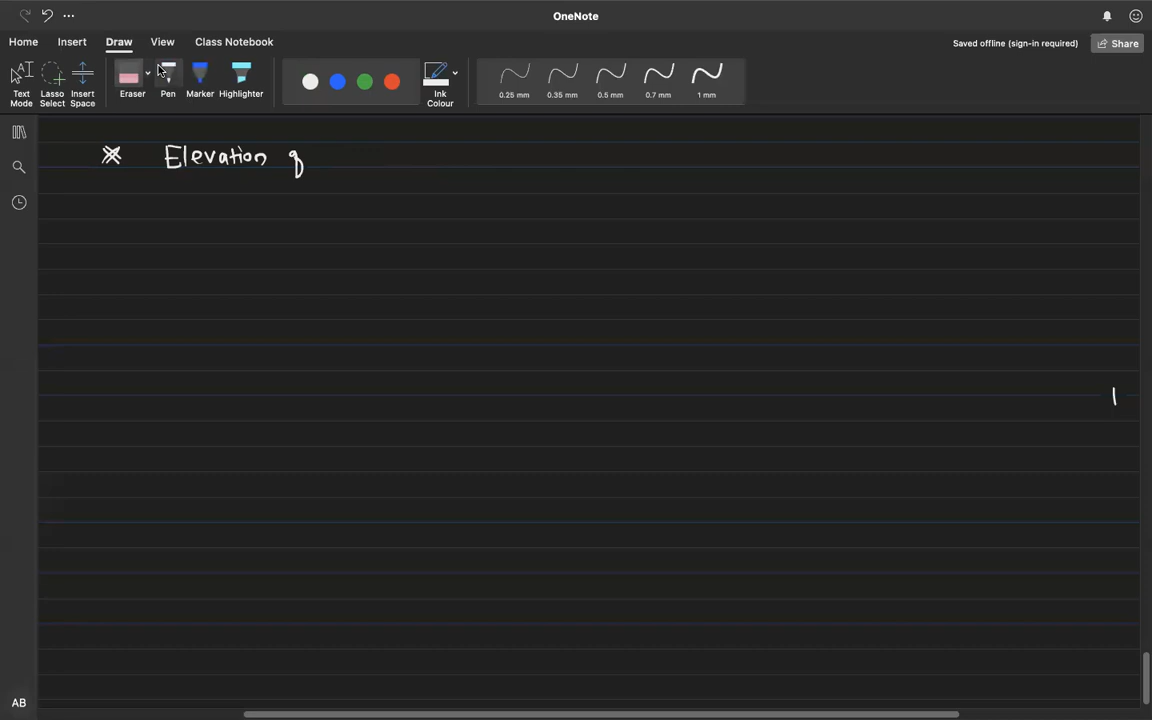 OneNote
Home Insert Draw View Class Notebook
Saved offline (sign-in required) Share
Text Mode Lasso Select Insert Space Eraser Pen Marker Highlighter Ink Colour 0.25 mm 0.35 mm 0.5 mm 0.7 mm 1 mm
Elevation of
AB